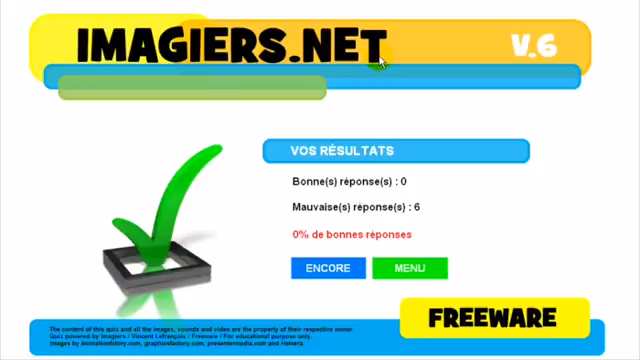 IMAGIERS.NET
V.6
VOS RÉSULTATS
Bonne(s) réponse(s) : 0
Mauvaise(s) réponse(s) : 6
0% de bonnes réponses
ENCORE
MENU
FREEWARE
The content of this quiz and all the images, sounds and video are the property of their respective owner.
Quiz powered by Imagiers / Vincent Lefrançois / Freeware / For educational purpose only.
Images by Animationfstory.com, graphicsfactory.com, presentermedia.com and Hemera.